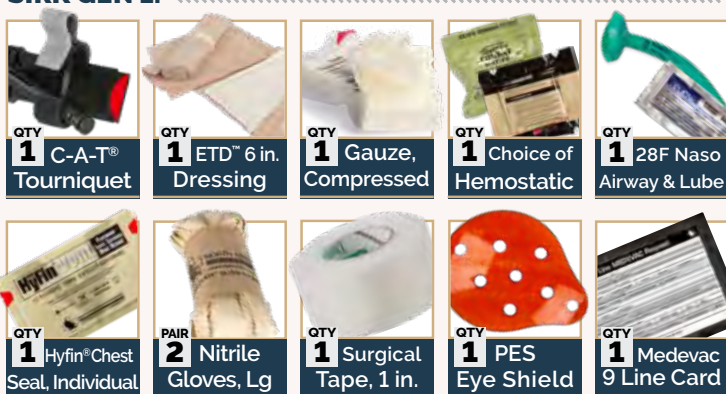 QTY
1 C-A-T®
Tourniquet
QTY
1 ETD™ 6 in.
Dressing
QTY
1 Gauze,
Compressed
QTY
1 Choice of
Hemostatic
QTY
1 28F Naso
Airway & Lube
QTY
1 Hyfin® Chest
Seal, Individual
PAIR
2 Nitrile
Gloves, Lg
QTY
1 Surgical
Tape, 1 in.
QTY
1 PES
Eye Shield
QTY
1 Medevac
9 Line Card